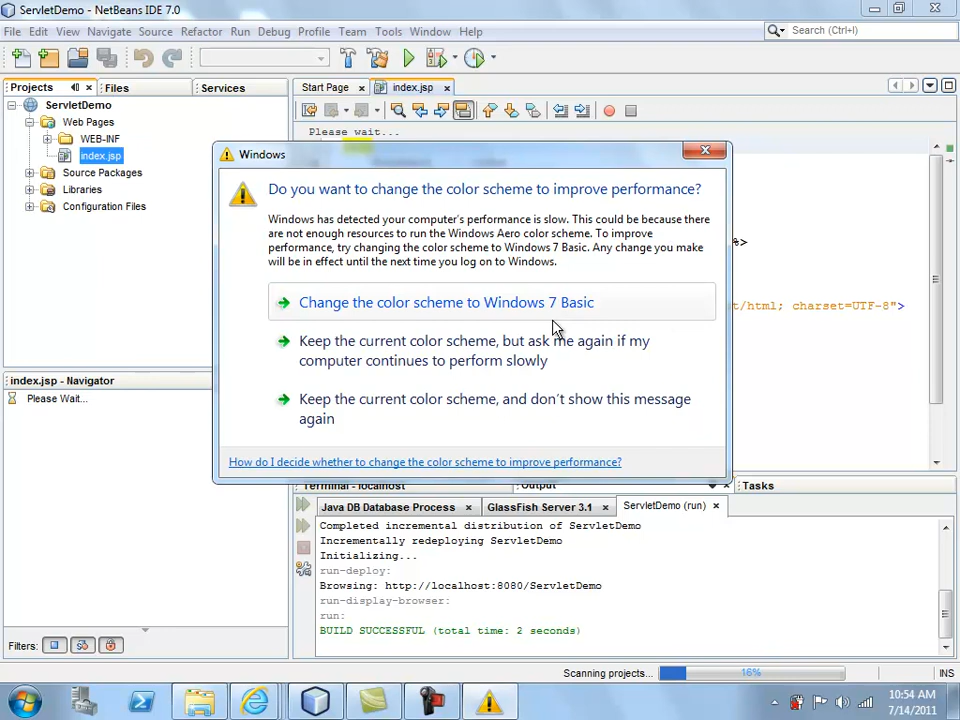 ServletDemo - NetBeans IDE 7.0
File Edit View Navigate Source Refactor Run Debug Profile Team Tools Window Help
Search (Ctrl+I)
Projects Files Services
Start Page index.jsp
ServletDemo
Web Pages
WEB-INF
index.jsp
Source Packages
Libraries
Configuration Files
Please wait...
Windows
Do you want to change the color scheme to improve performance?
Windows has detected your computer's performance is slow. This could be because there
are not enough resources to run the Windows Aero color scheme. To improve
performance, try changing the color scheme to Windows 7 Basic. Any change you make
will be in effect until the next time you log on to Windows.
%>
Change the color scheme to Windows 7 Basic
t/html; charset=UTF-8">
Keep the current color scheme, but ask me again if my
computer continues to perform slowly
Keep the current color scheme, and don't show this message
again
How do I decide whether to change the color scheme to improve performance?
index.jsp - Navigator
Please Wait...
Terminal - localhost Output Tasks
Java DB Database Process GlassFish Server 3.1 ServletDemo (run)
Completed incremental distribution of ServletDemo
Incrementally redeploying ServletDemo
Initializing...
run-deploy:
Browsing: http://localhost:8080/ServletDemo
run-display-browser:
run:
BUILD SUCCESSFUL (total time: 2 seconds)
Filters:
Scanning projects... 16% INS
10:54 AM
7/14/2011